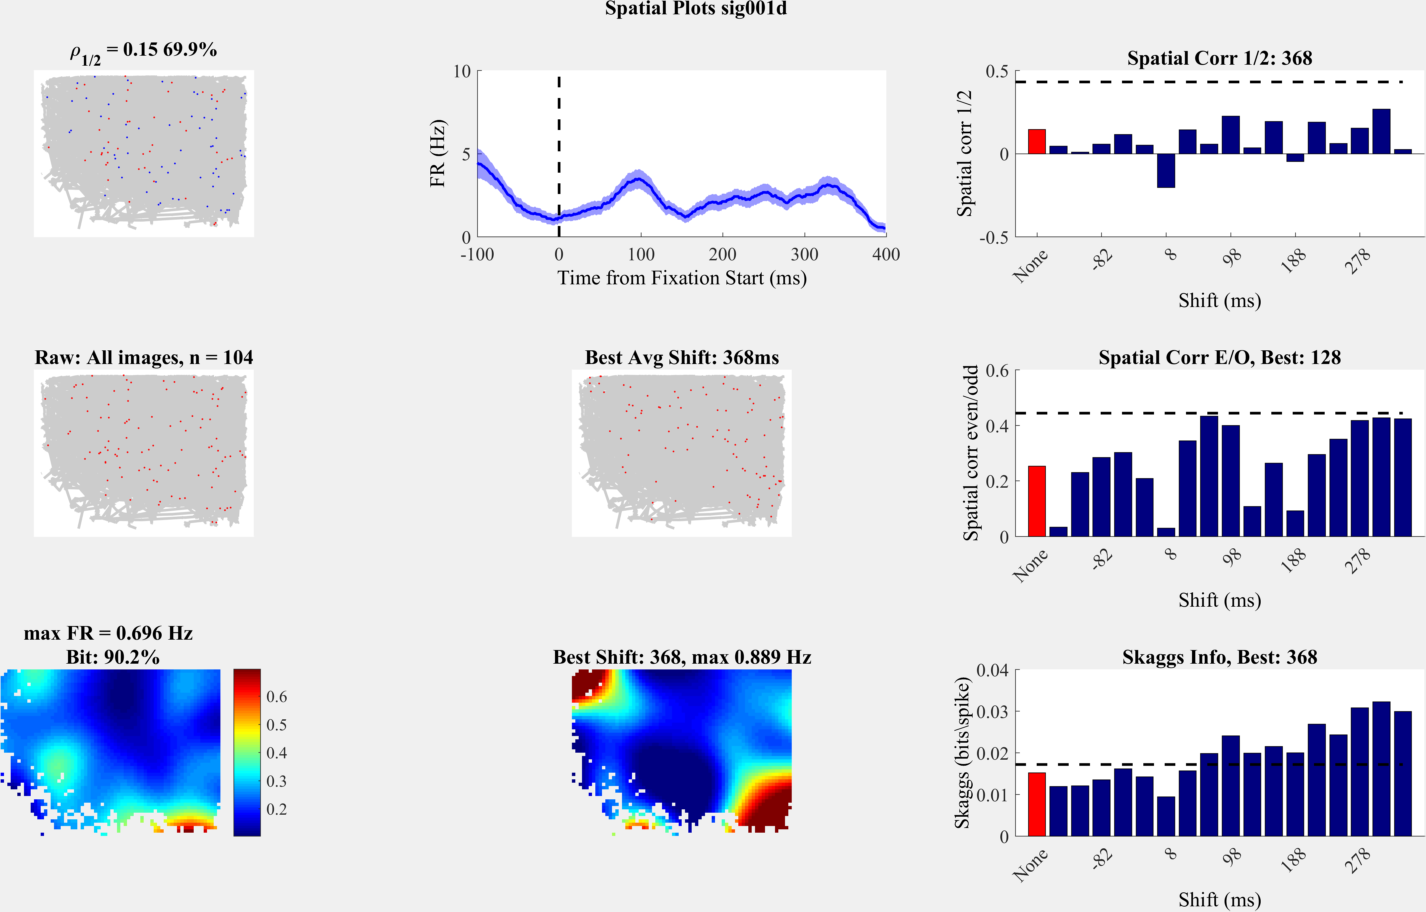 Spatial Plots sig001d
ρ1/2 = 0.15 69.9%
10
5
0
FR (Hz)
-100
0
100
200
300
400
Time from Fixation Start (ms)
Spatial Corr 1/2: 368
0.5
0
-0.5
Spatial corr 1/2
None
-82
8
98
188
278
Shift (ms)
Raw: All images, n = 104
Best Avg Shift: 368ms
Spatial Corr E/O, Best: 128
0.6
0.4
0.2
0
Spatial corr even/odd
None
-82
8
98
188
278
Shift (ms)
max FR = 0.696 Hz
Bit: 90.2%
0.6
0.5
0.4
0.3
0.2
Best Shift: 368, max 0.889 Hz
Skaggs Info, Best: 368
0.04
0.03
0.02
0.01
0
Skaggs (bits\spike)
None
-82
8
98
188
278
Shift (ms)